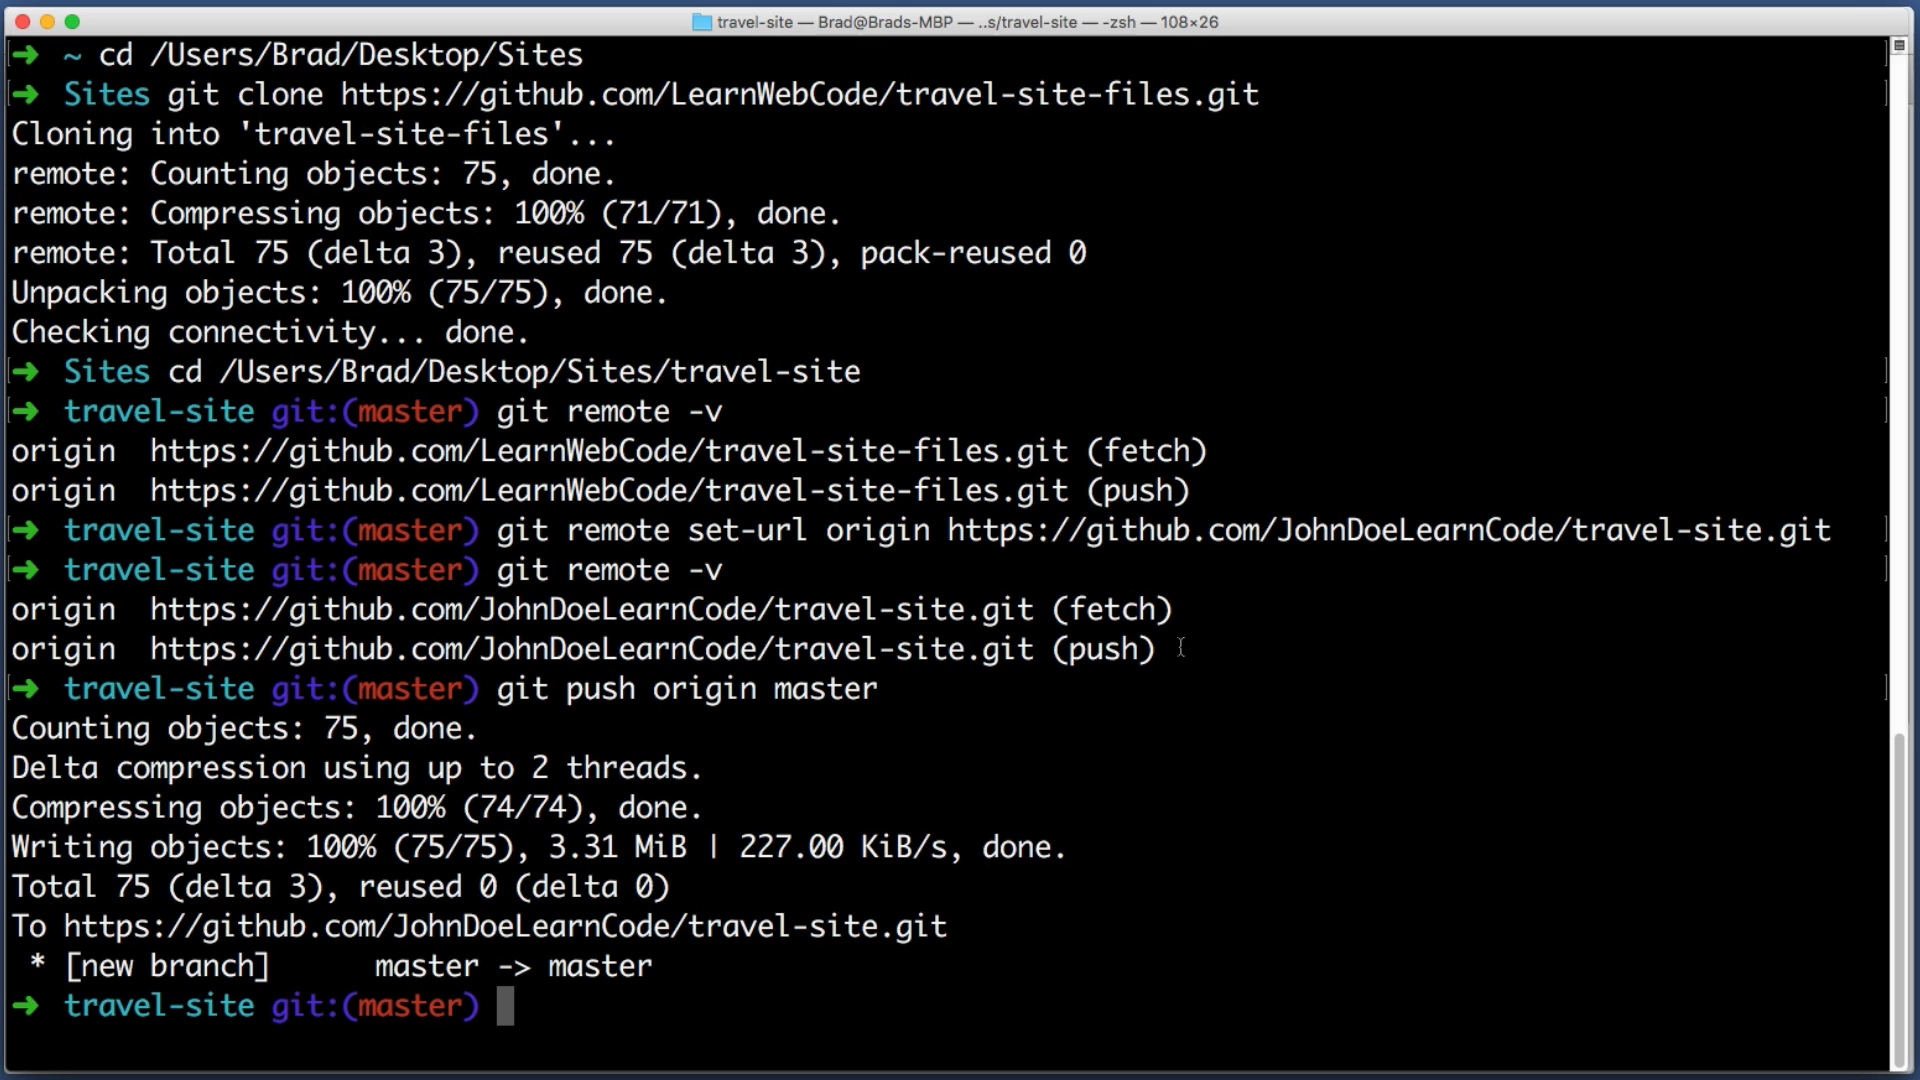 travel-site — Brad@Brads-MBP — ..s/travel-site — -zsh — 108×26
➜ ~ cd /Users/Brad/Desktop/Sites
➜ Sites git clone https://github.com/LearnWebCode/travel-site-files.git
Cloning into 'travel-site-files'...
remote: Counting objects: 75, done.
remote: Compressing objects: 100% (71/71), done.
remote: Total 75 (delta 3), reused 75 (delta 3), pack-reused 0
Unpacking objects: 100% (75/75), done.
Checking connectivity... done.
➜ Sites cd /Users/Brad/Desktop/Sites/travel-site
➜ travel-site git:(master) git remote -v
origin https://github.com/LearnWebCode/travel-site-files.git (fetch)
origin https://github.com/LearnWebCode/travel-site-files.git (push)
➜ travel-site git:(master) git remote set-url origin https://github.com/JohnDoeLearnCode/travel-site.git
➜ travel-site git:(master) git remote -v
origin https://github.com/JohnDoeLearnCode/travel-site.git (fetch)
origin https://github.com/JohnDoeLearnCode/travel-site.git (push)
➜ travel-site git:(master) git push origin master
Counting objects: 75, done.
Delta compression using up to 2 threads.
Compressing objects: 100% (74/74), done.
Writing objects: 100% (75/75), 3.31 MiB | 227.00 KiB/s, done.
Total 75 (delta 3), reused 0 (delta 0)
To https://github.com/JohnDoeLearnCode/travel-site.git
* [new branch] master -> master
➜ travel-site git:(master)